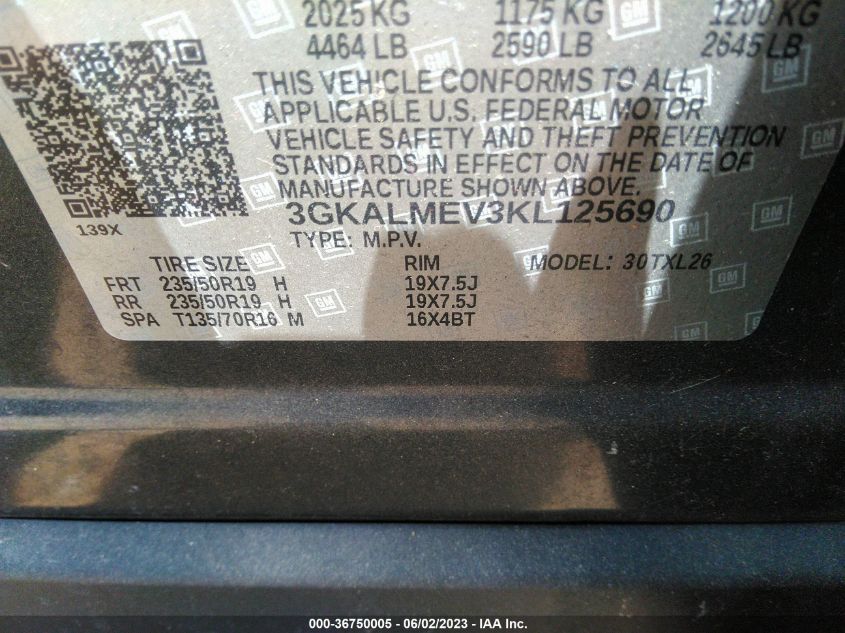 2025 KG 1175 KG 1200 KG
4464 LB 2590 LB 2645 LB
THIS VEHICLE CONFORMS TO ALL
APPLICABLE U.S. FEDERAL MOTOR
VEHICLE SAFETY AND THEFT PREVENTION
STANDARDS IN EFFECT ON THE DATE OF
MANUFACTURE SHOWN ABOVE.
3GKALMEV3KL125690
139X
TYPE: M.P.V.
TIRE SIZE RIM MODEL: 30TXL26
FRT 235/50R19 H 19X7.5J
RR 235/50R19 H 19X7.5J
SPA T135/70R16 M 16X4BT
GM
000-36750005 - 06/02/2023 - IAA Inc.